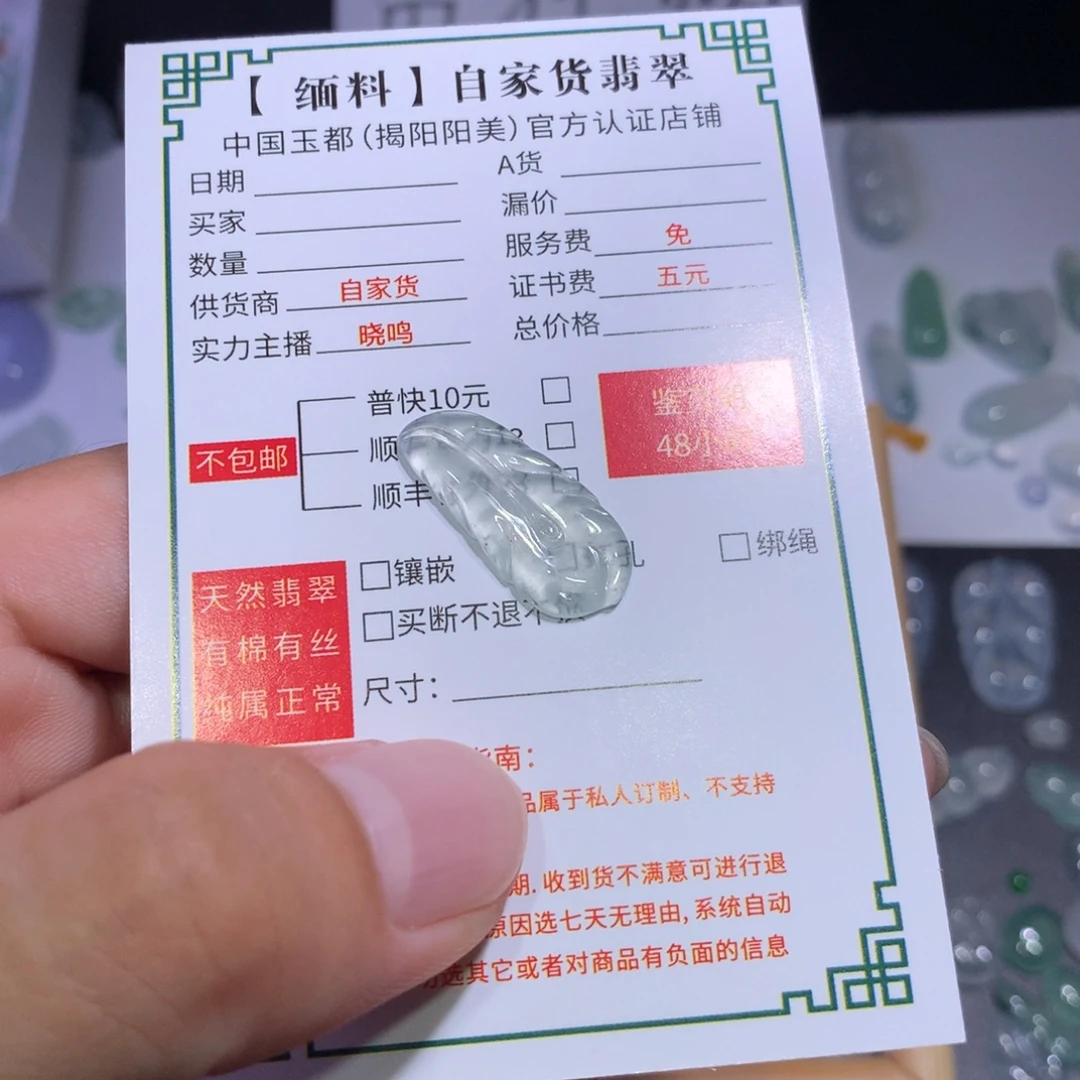 【 缅料 】自家货翡翠
中国玉都(揭阳阳美)官方认证店铺
日期
A货
买家
漏价
数量
服务费 免
供货商 自家货
证书费 五元
实力主播 晓鸣
总价格
不包邮
普快10元
顺
顺丰
48小
天然翡翠
有棉有丝
纯属正常
镶嵌
孔
绑绳
买断不退不
尺寸：
南：
品属于私人订制、不支持
期. 收到货不满意可进行退
原因选七天无理由, 系统自动
选其它或者对商品有负面的信息